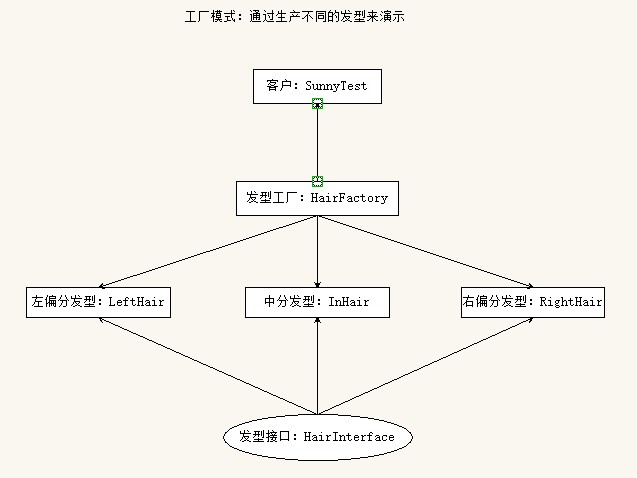 工厂模式：通过生产不同的发型来演示
客户：SunnyTest
发型工厂：HairFactory
左偏分发型：LeftHair
中分发型：InHair
右偏分发型：RightHair
发型接口：HairInterface